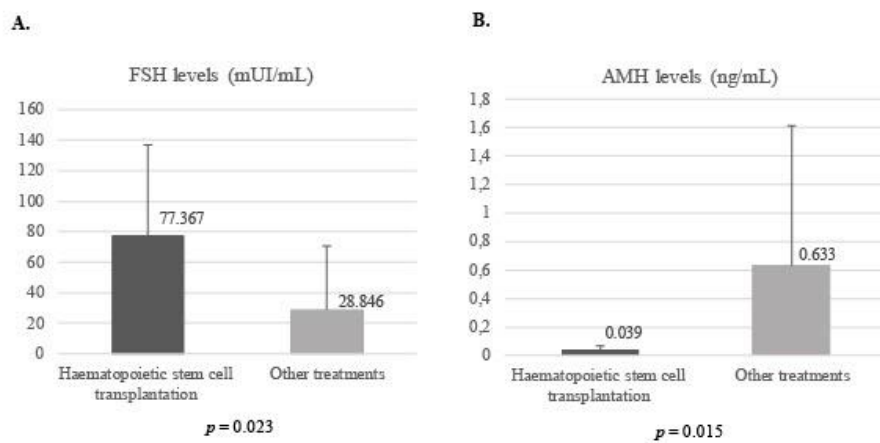 A.
FSH levels (mUI/mL)
160
140
120
100
80
60
40
20
0
77.367
28.846
Haematopoietic stem cell
transplantation
Other treatments
p = 0.023
B.
AMH levels (ng/mL)
1,8
1,6
1,4
1,2
1
0,8
0,6
0,4
0,2
0
0.039
0.633
Haematopoietic stem cell
transplantation
Other treatments
p = 0.015